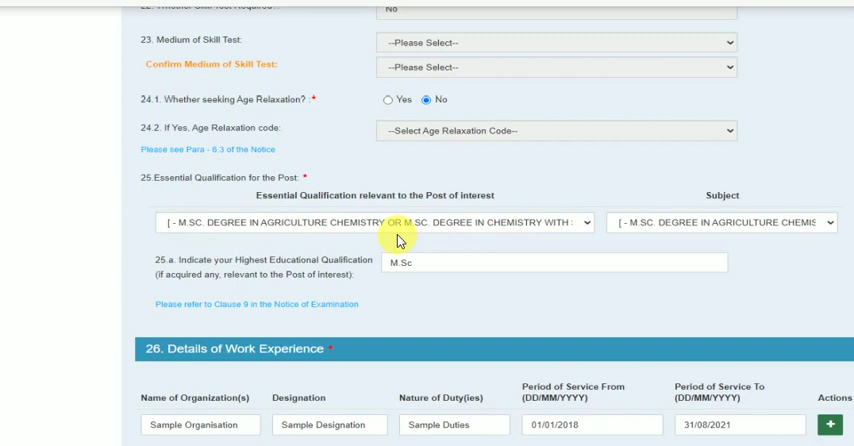 22. Whether Skill Test Required
No
23. Medium of Skill Test:
--Please Select--
Confirm Medium of Skill Test:
--Please Select--
24.1. Whether seeking Age Relaxation? :*
Yes No
24.2. If Yes, Age Relaxation code:
--Select Age Relaxation Code--
Please see Para - 6.3 of the Notice
25.Essential Qualification for the Post: *
Essential Qualification relevant to the Post of interest Subject
[ - M.SC. DEGREE IN AGRICULTURE CHEMISTRY OR M.SC. DEGREE IN CHEMISTRY WITH [ - M.SC. DEGREE IN AGRICULTURE CHEMIS
25.a. Indicate your Highest Educational Qualification
(if acquired any, relevant to the Post of interest):
M.Sc
Please refer to Clause 9 in the Notice of Examination
26. Details of Work Experience *
Name of Organization(s) Designation Nature of Duty(ies) Period of Service From (DD/MM/YYYY) Period of Service To (DD/MM/YYYY) Actions
Sample Organisation Sample Designation Sample Duties 01/01/2018 31/08/2021 +